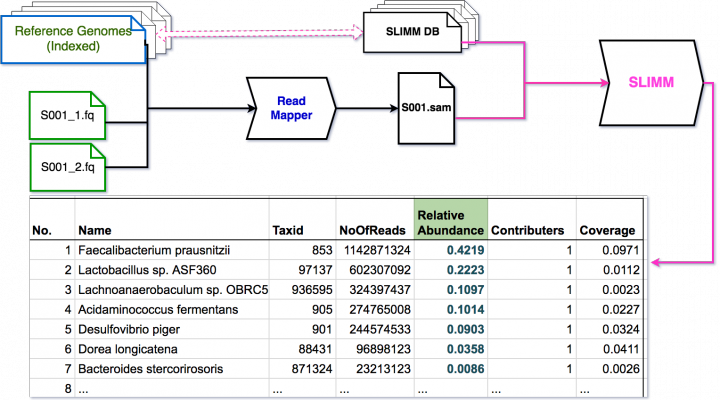 Reference Genomes
(Indexed)
SLIMM DB
SLIMM
S001_1.fq
Read
Mapper
S001.sam
S001_2.fq
No. Name Taxid NoOfReads Relative Abundance Contributers Coverage
1 Faecalibacterium prausnitzii 853 1142871324 0.4219 1 0.0971
2 Lactobacillus sp. ASF360 97137 602307092 0.2223 1 0.0112
3 Lachnoanaerobaculum sp. OBRC5 936595 324397437 0.1097 1 0.0023
4 Acidaminococcus fermentans 905 274765008 0.1014 1 0.0227
5 Desulfovibrio piger 901 244574533 0.0903 1 0.0324
6 Dorea longicatena 88431 96898123 0.0358 1 0.0411
7 Bacteroides stercorirosoris 871324 23213123 0.0086 1 0.0026
8 ... ... ... ... ... ...